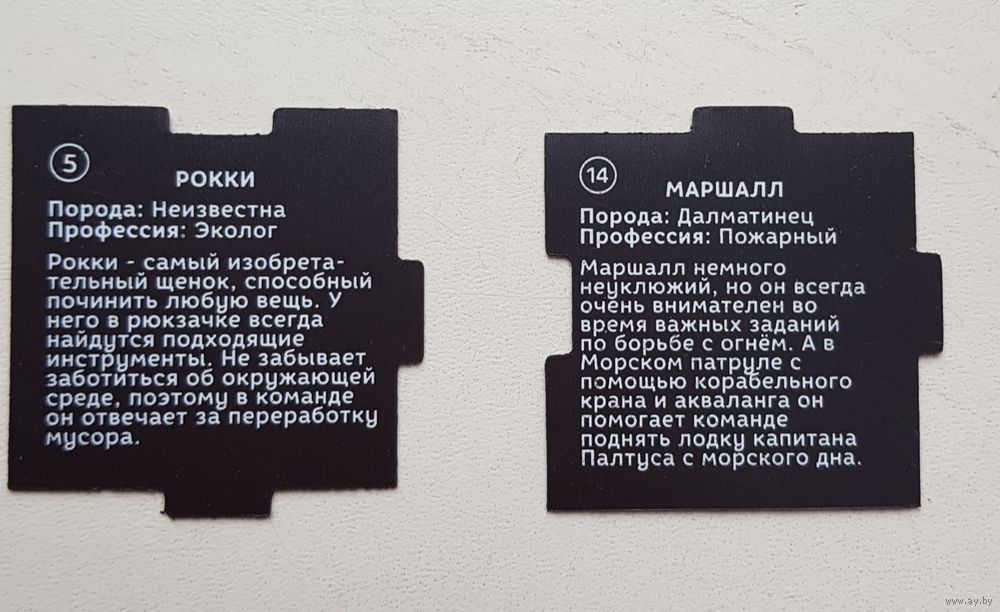 5
РОККИ
Порода: Неизвестна
Профессия: Эколог
Рокки - самый изобрета-
тельный щенок, способный
починить любую вещь. У
него в рюкзачке всегда
найдутся подходящие
инструменты. Не забывает
заботиться об окружающей
среде, поэтому в команде
он отвечает за переработку
мусора.
14
МАРШАЛЛ
Порода: Далматинец
Профессия: Пожарный
Маршалл немного
неуклюжий, но он всегда
очень внимателен во
время важных заданий
по борьбе с огнём. А в
Морском патруле с
помощью корабельного
крана и акваланга он
помогает команде
поднять лодку капитана
Палтуса с морского дна.
www.ay.by